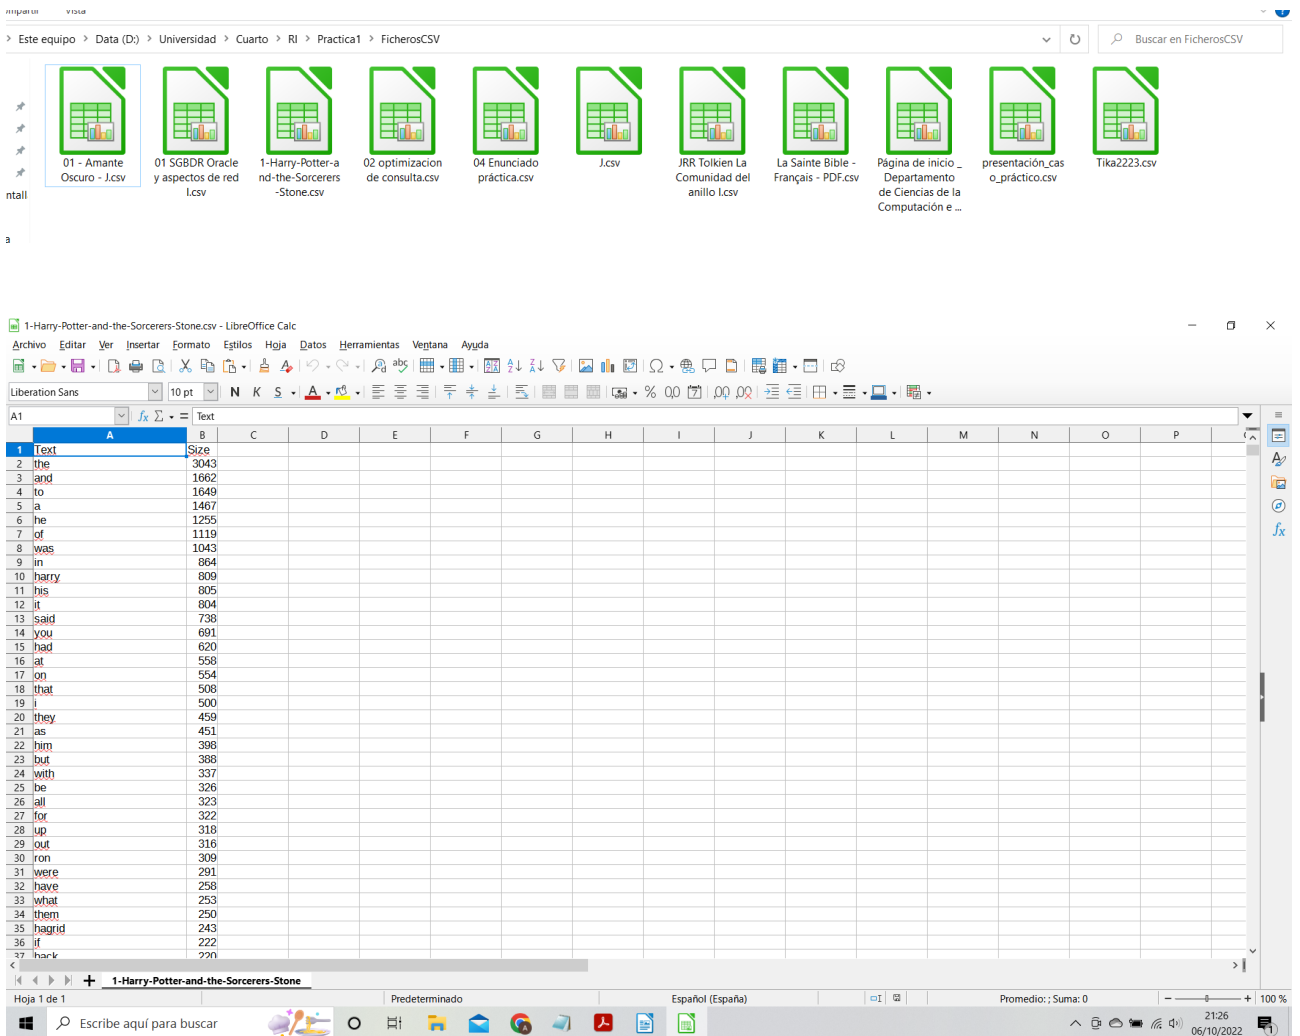 Vista
Este equipo > Data (D:) > Universidad > Cuarto > RI > Practica1 > FicherosCSV
Buscar en FicherosCSV
01 - Amante Oscuro - J.csv
01 SGBDR Oracle y aspectos de red I.csv
1-Harry-Potter-and-the-Sorcerers-Stone.csv
02 optimizacion de consulta.csv
04 Enunciado práctica.csv
J.csv
JRR Tolkien La Comunidad del anillo I.csv
La Sainte Bible - Français - PDF.csv
Página de inicio _ Departamento de Ciencias de la Computación e ...
presentación_caso_práctico.csv
Tika2223.csv
ntall
a
1-Harry-Potter-and-the-Sorcerers-Stone.csv - LibreOffice Calc
Archivo Editar Ver Insertar Formato Estilos Hoja Datos Herramientas Ventana Ayuda
Liberation Sans 10 pt N K S
A1 Text
A B C D E F G H I J K L M N O P
1 Text Size
2 the 3043
3 and 1662
4 to 1649
5 a 1467
6 he 1255
7 of 1119
8 was 1043
9 in 864
10 harry 809
11 his 805
12 it 804
13 said 738
14 you 691
15 had 620
16 at 558
17 on 554
18 that 508
19 i 500
20 they 459
21 as 451
22 him 398
23 but 388
24 with 337
25 be 326
26 all 323
27 for 322
28 up 318
29 out 316
30 ron 309
31 were 291
32 have 258
33 what 253
34 them 250
35 hagrid 243
36 if 222
37 back 220
1-Harry-Potter-and-the-Sorcerers-Stone
Hoja 1 de 1 Predeterminado Español (España) Promedio: ; Suma: 0 100 %
Escribe aquí para buscar
21:26
06/10/2022